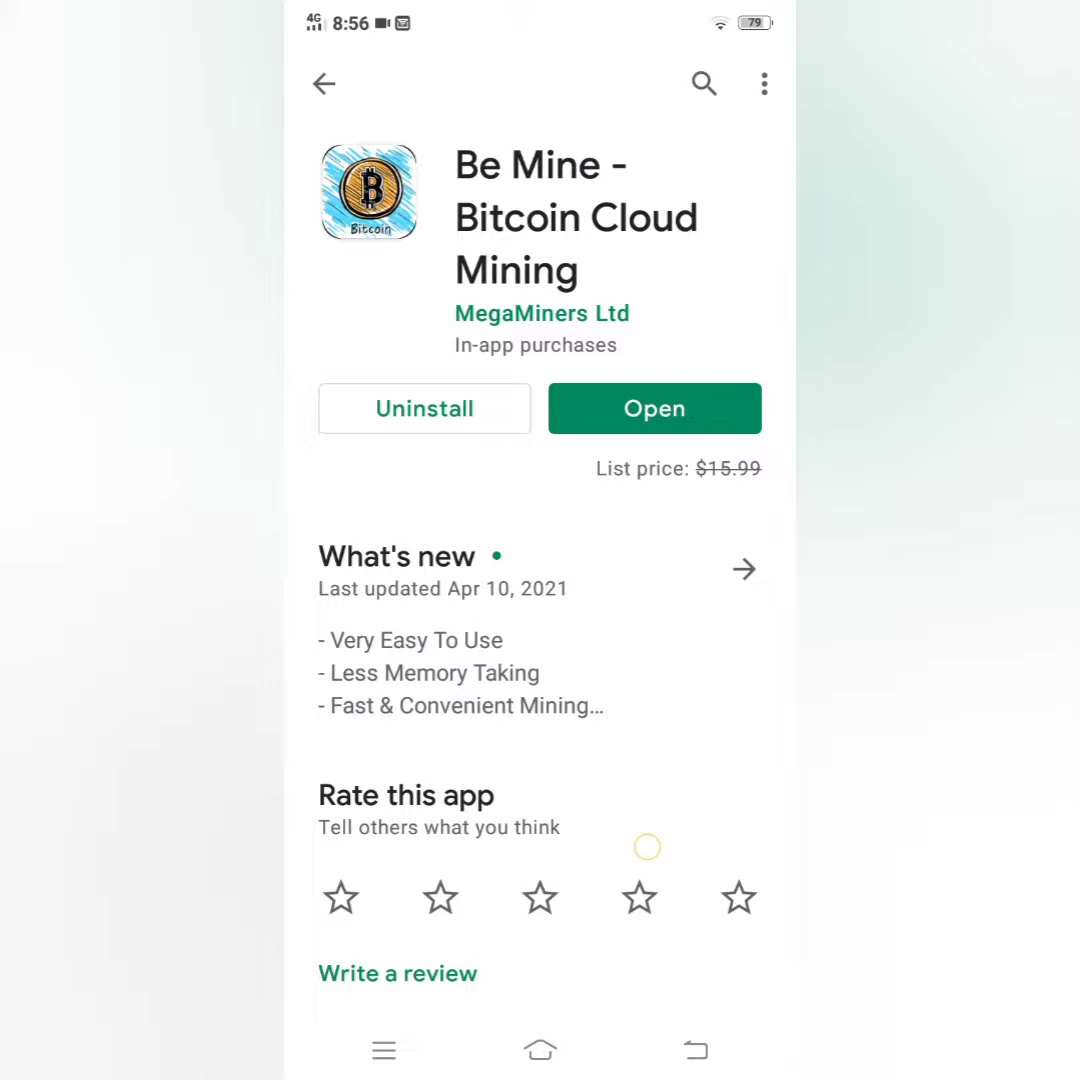 4G 8:56 79
Be Mine -
Bitcoin Cloud
Mining
Bitcoin
MegaMiners Ltd
In-app purchases
Uninstall Open
List price: $15.99
What's new
Last updated Apr 10, 2021
- Very Easy To Use
- Less Memory Taking
- Fast & Convenient Mining…
Rate this app
Tell others what you think
Write a review